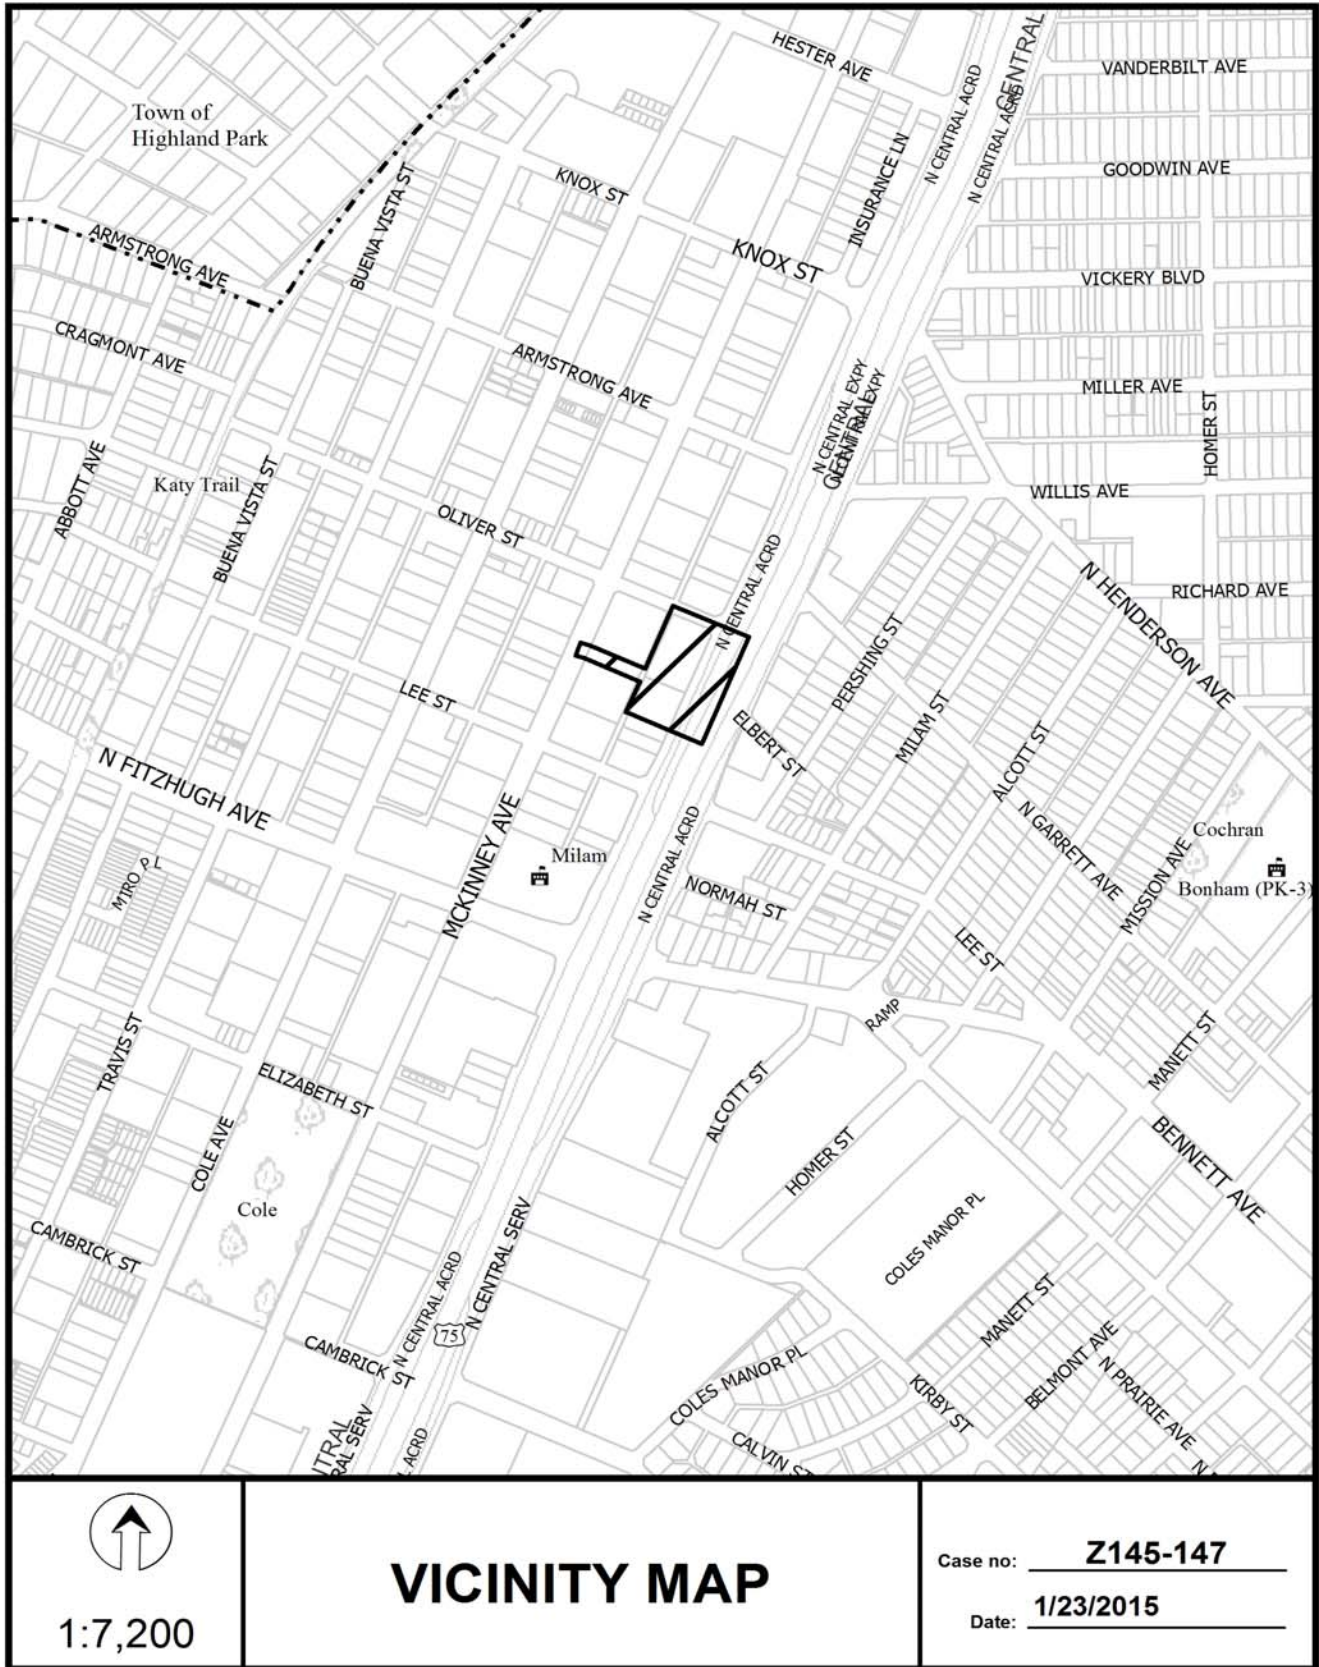 HESTER AVE
N CENTRAL ACRD
CENTRAL
N CENTRAL ACRD
VANDERBILT AVE
Town of
Highland Park
INSURANCE LN
GOODWIN AVE
KNOX ST
BUENA VISTA ST
ARMSTRONG AVE
KNOX ST
VICKERY BLVD
CRAGMONT AVE
ARMSTRONG AVE
N CENTRAL EXPY
MILLER AVE
HOMER ST
ABBOTT AVE
Katy Trail
BUENA VISTA ST
OLIVER ST
WILLIS AVE
N CENTRAL ACRD
N HENDERSON AVE
RICHARD AVE
PERSHING ST
LEE ST
ELBERT ST
MILAM ST
ALCOTT ST
N FITZHUGH AVE
MCKINNEY AVE
N CENTRAL ACRD
N GARRETT AVE
MISSION AVE
Cochran
Milam
Bonham (PK-3)
MIRO PL
NORMAH ST
LEE ST
RAMP
TRAVIS ST
ELIZABETH ST
ALCOTT ST
MANETT ST
HOMER ST
BENNETT AVE
COLE AVE
Cole
COLES MANOR PL
CAMBRICK ST
N CENTRAL ACRD
N CENTRAL SERV
75
MANETT ST
CAMBRICK ST
COLES MANOR PL
BELMONT AVE
N PRAIRIE AVE
KIRBY ST
CALVIN ST
NTRAL
RAL SERV
L ACRD
1:7,200
VICINITY MAP
Case no: Z145-147
Date: 1/23/2015